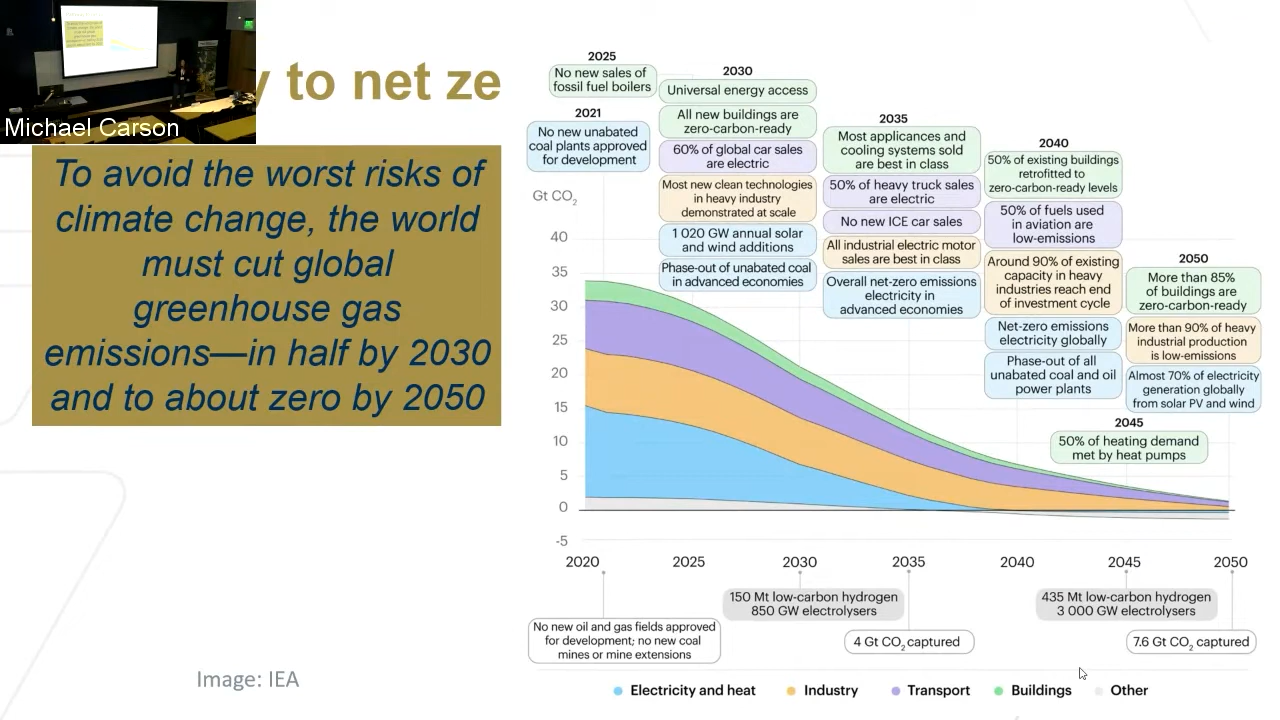 y to net ze
Michael Carson
To avoid the worst risks of
climate change, the world
must cut global
greenhouse gas
emissions—in half by 2030
and to about zero by 2050
Image: IEA
2025
No new sales of
fossil fuel boilers
2021
No new unabated
coal plants approved
for development
2030
Universal energy access
All new buildings are
zero-carbon-ready
60% of global car sales
are electric
Most new clean technologies
in heavy industry
demonstrated at scale
1 020 GW annual solar
and wind additions
Phase-out of unabated coal
in advanced economies
2035
Most applicances and
cooling systems sold
are best in class
50% of heavy truck sales
are electric
No new ICE car sales
All industrial electric motor
sales are best in class
Overall net-zero emissions
electricity in
advanced economies
2040
50% of existing buildings
retrofitted to
zero-carbon-ready levels
50% of fuels used
in aviation are
low-emissions
Around 90% of existing
capacity in heavy
industries reach end
of investment cycle
Net-zero emissions
electricity globally
Phase-out of all
unabated coal and oil
power plants
2050
More than 85%
of buildings are
zero-carbon-ready
More than 90% of heavy
industrial production
is low-emissions
Almost 70% of electricity
generation globally
from solar PV and wind
2045
50% of heating demand
met by heat pumps
Gt CO2
40
35
30
25
20
15
10
5
0
-5
2020 2025 2030 2035 2040 2045 2050
150 Mt low-carbon hydrogen
850 GW electrolysers
435 Mt low-carbon hydrogen
3 000 GW electrolysers
No new oil and gas fields approved
for development; no new coal
mines or mine extensions
4 Gt CO2 captured
7.6 Gt CO2 captured
Electricity and heat Industry Transport Buildings Other